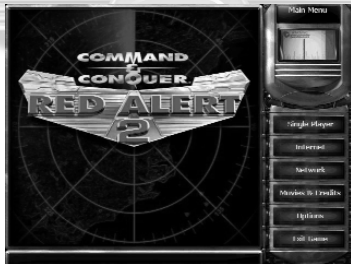 Main Menu
COMMAND
&
CONQUER
RED ALERT
2
Single Player
Internet
Network
Movies & Credits
Options
Exit Game